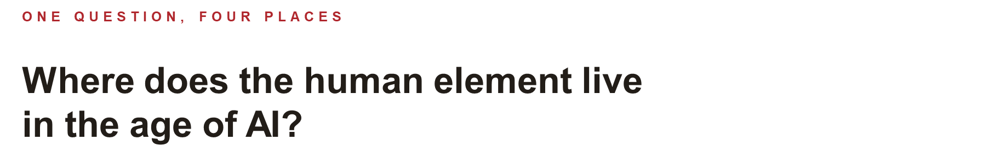 ONE QUESTION, FOUR PLACES
Where does the human element live
in the age of AI?